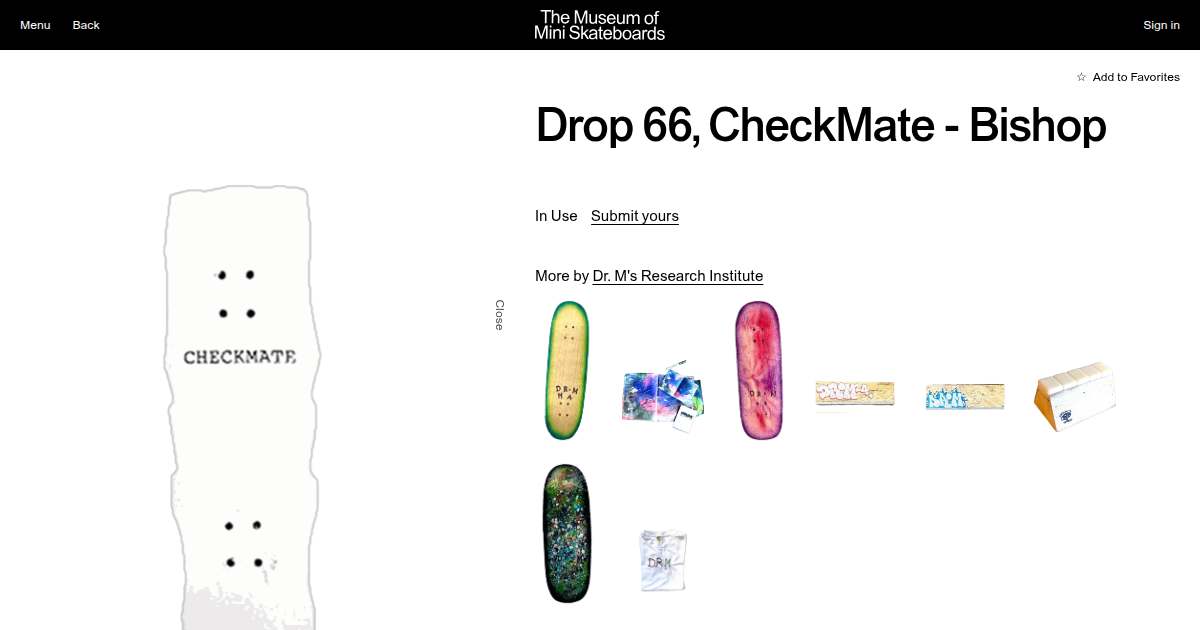 Menu
Back
The Museum of
Mini Skateboards
Sign in
☆ Add to Favorites
Drop 66, CheckMate - Bishop
In Use Submit yours
More by Dr. M's Research Institute
Close
CHECKMATE
DRM